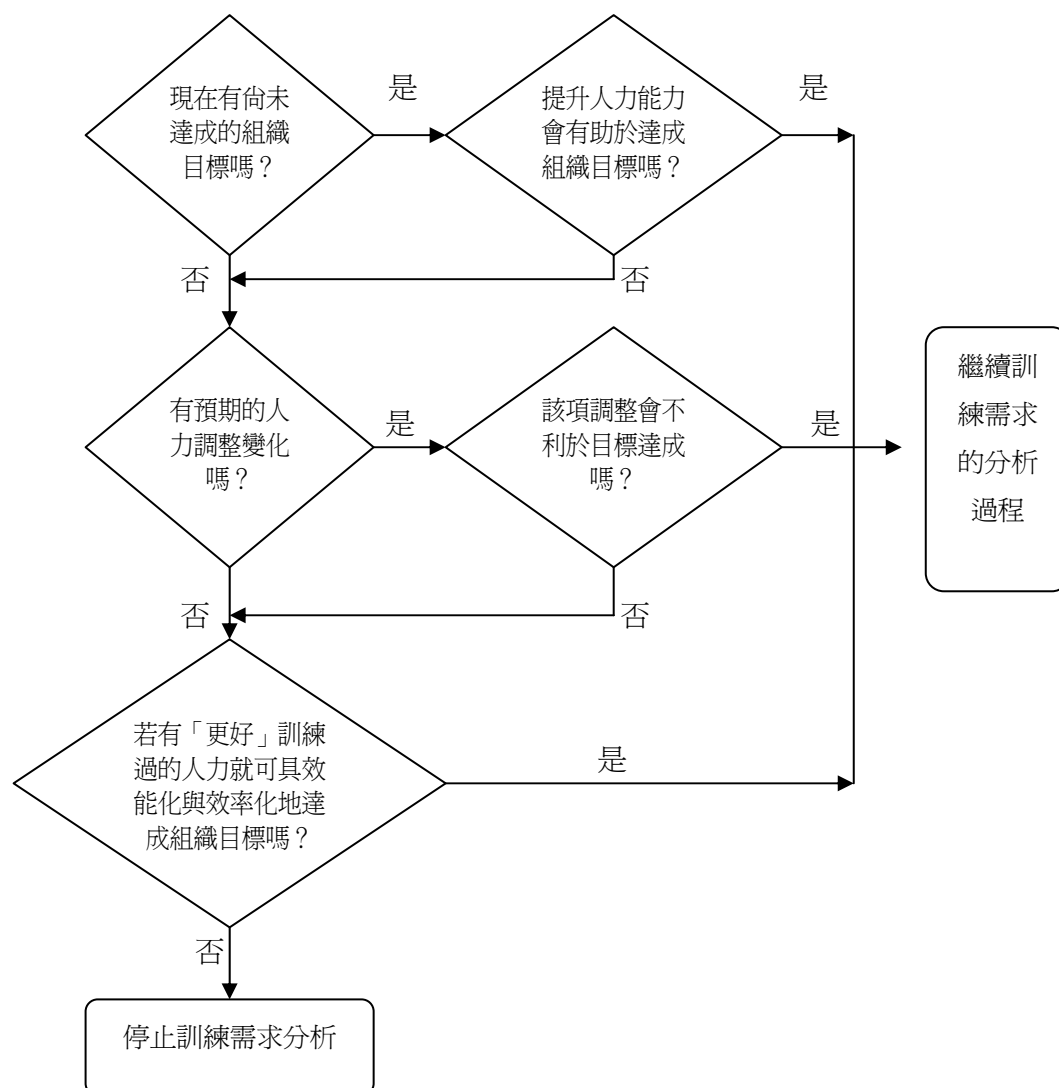 現在有尚未
達成的組織
目標嗎？
是
提升人力能力
會有助於達成
組織目標嗎？
是
否
否
有預期的人
力調整變化
嗎？
是
該項調整會不
利於目標達成
嗎？
是
繼續訓
練需求
的分析
過程
否
否
若有「更好」訓練
過的人力就可具效
能化與效率化地達
成組織目標嗎？
是
否
停止訓練需求分析